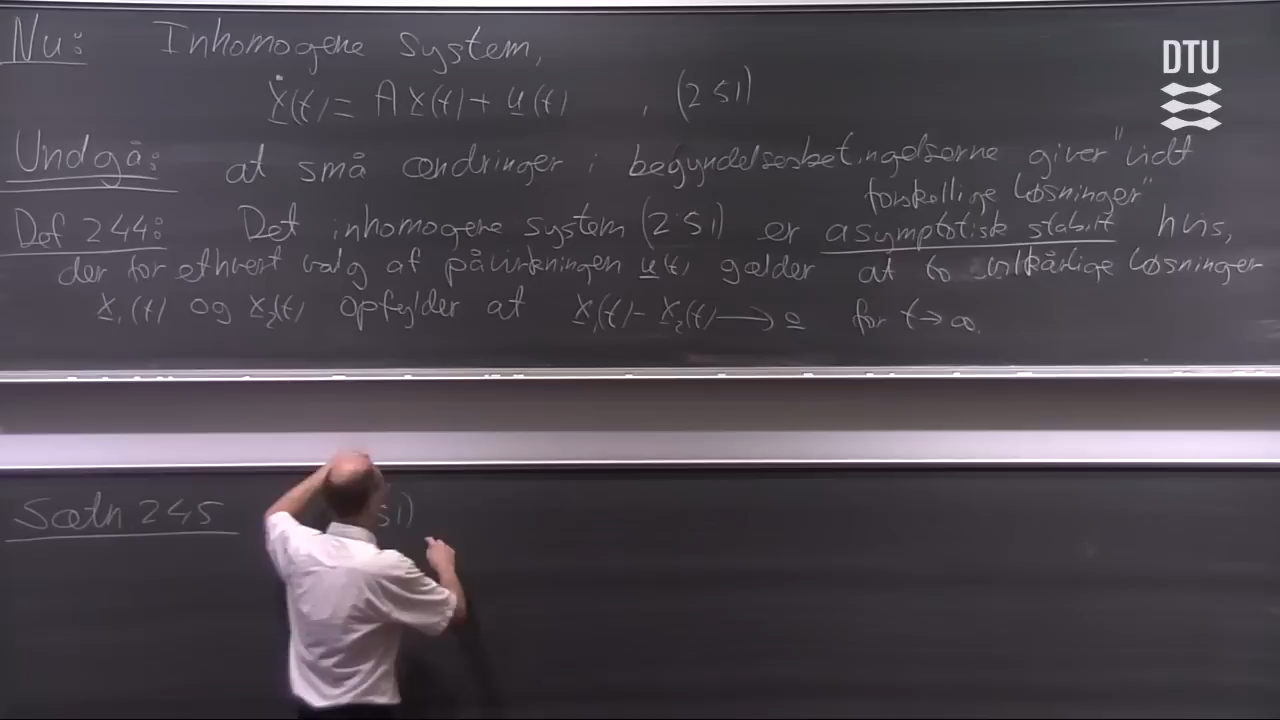 Nu: Inhomogene system,
ẋ(t) = A x(t) + u(t) , (2.51)
Undgå: at små ændringer i begyndelsesbetingelserne giver "vidt
forskellige løsninger"
Def 2.44: Det inhomogene system (2.51) er asymptotisk stabilt hvis,
der for ethvert valg af påvirkningen u(t) gælder at to vilkårlige løsninger
x₁(t) og x₂(t) opfylder at x₁(t) - x₂(t) → 0 for t → ∞.
Sætn 2.45 51)
DTU